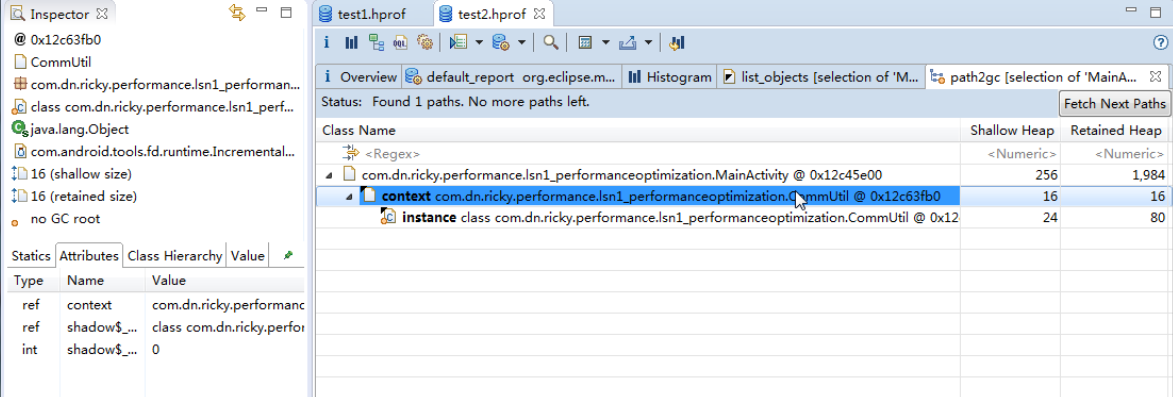 Inspector
@ 0x12c63fb0
CommUtil
com.dn.ricky.performance.lsn1_performan...
class com.dn.ricky.performance.lsn1_perf...
java.lang.Object
com.android.tools.fd.runtime.Incremental...
16 (shallow size)
16 (retained size)
no GC root
Statics Attributes Class Hierarchy Value
Type Name Value
ref context com.dn.ricky.performanc
ref shadow$_... class com.dn.ricky.perfor
int shadow$_... 0
test1.hprof test2.hprof
i OQL
i Overview default_report org.eclipse.m... Histogram list_objects [selection of 'M... path2gc [selection of 'MainA...
Status: Found 1 paths. No more paths left.
Fetch Next Paths
Class Name Shallow Heap Retained Heap
<Regex> <Numeric> <Numeric>
com.dn.ricky.performance.lsn1_performanceoptimization.MainActivity @ 0x12c45e00 256 1,984
context com.dn.ricky.performance.lsn1_performanceoptimization.CommUtil @ 0x12c63fb0 16 16
instance class com.dn.ricky.performance.lsn1_performanceoptimization.CommUtil @ 0x12 24 80